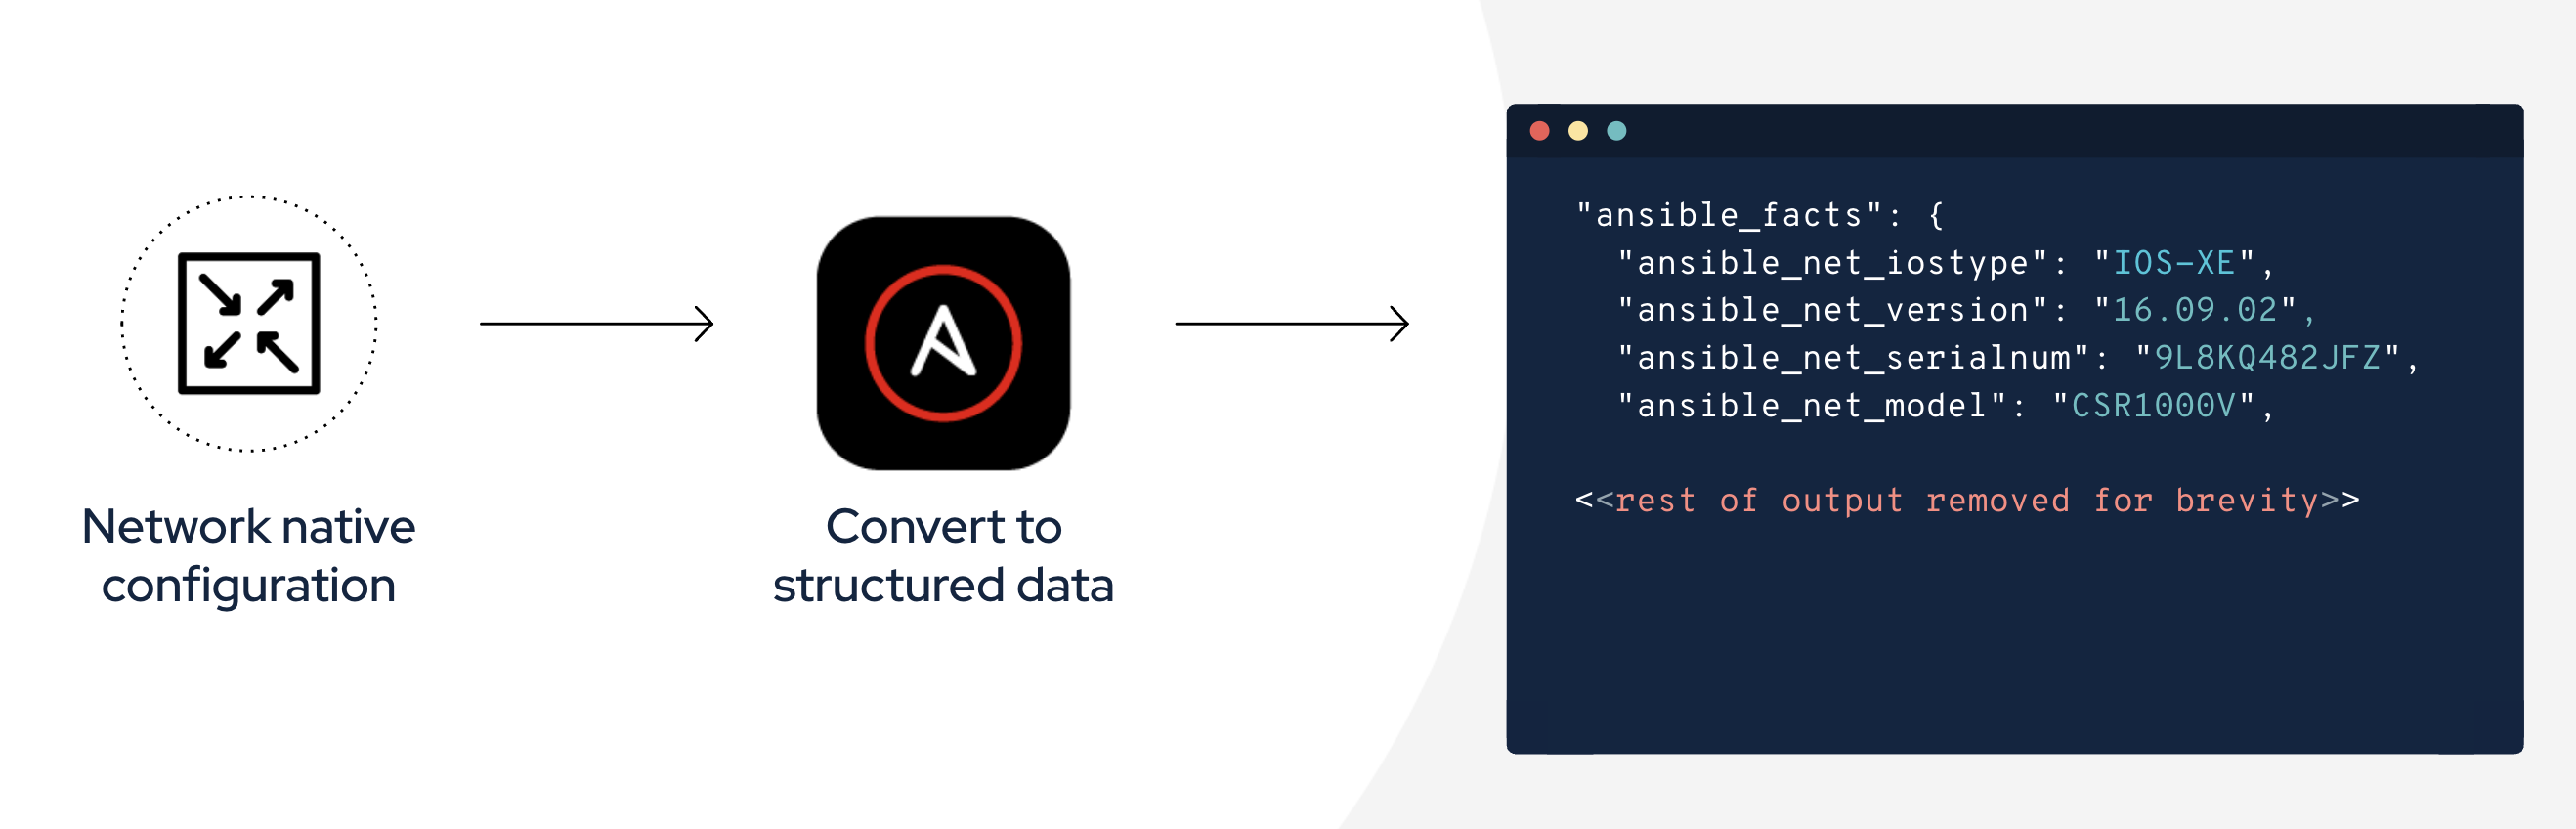 Network native
configuration
Convert to
structured data
"ansible_facts": {
"ansible_net_iostype": "IOS-XE",
"ansible_net_version": "16.09.02",
"ansible_net_serialnum": "9L8KQ482JFZ",
"ansible_net_model": "CSR1000V",
<<rest of output removed for brevity>>